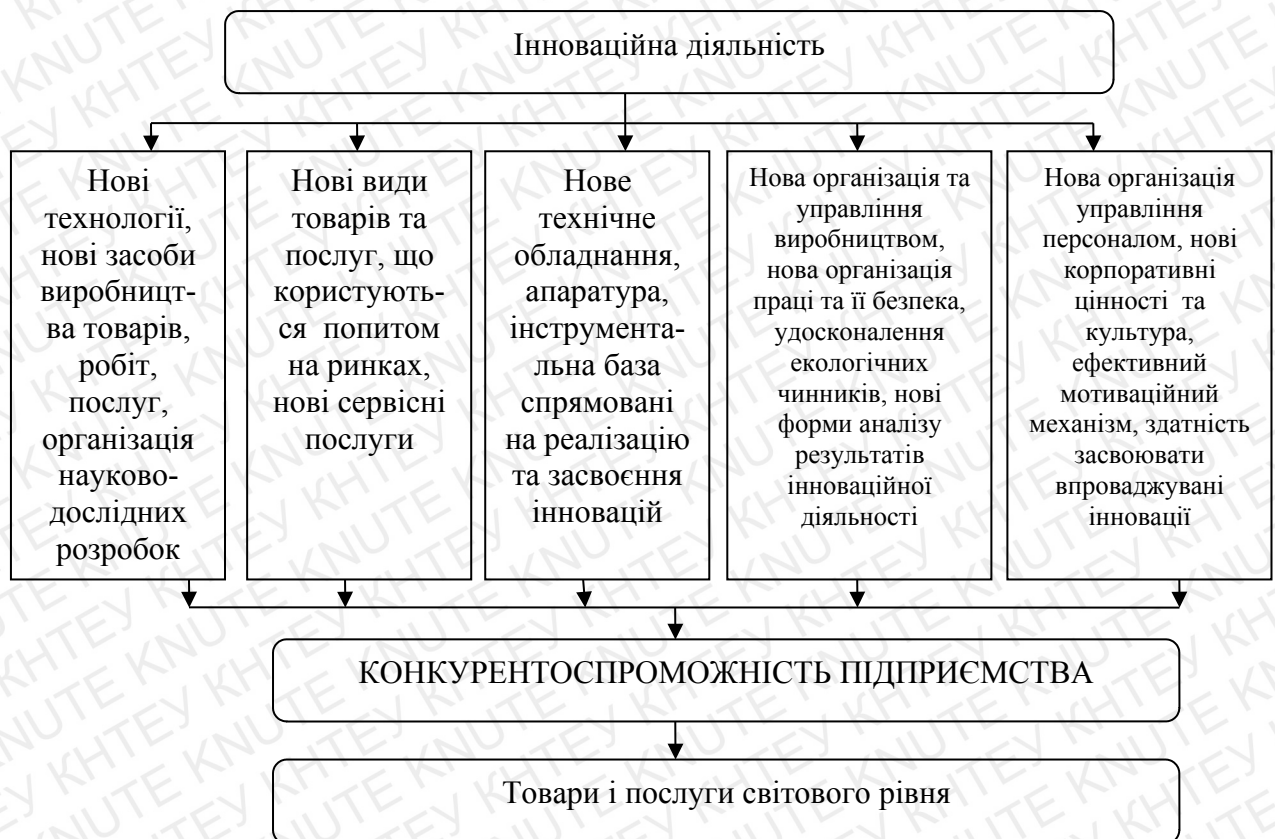 Інноваційна діяльність
Нові
технології,
нові засоби
виробницт-
ва товарів,
робіт,
послуг,
організація
науково-
дослідних
розробок
Нові види
товарів та
послуг, що
користують-
ся попитом
на ринках,
нові сервісні
послуги
Нове
технічне
обладнання,
апаратура,
інструмента-
льна база
спрямовані
на реалізацію
та засвоєння
інновацій
Нова організація та
управління
виробництвом,
нова організація
праці та її безпека,
удосконалення
екологічних
чинників, нові
форми аналізу
результатів
інноваційної
діяльності
Нова організація
управління
персоналом, нові
корпоративні
цінності та
культура,
ефективний
мотиваційний
механізм, здатність
засвоювати
впроваджувані
інновації
КОНКУРЕНТОСПРОМОЖНІСТЬ ПІДПРИЄМСТВА
Товари і послуги світового рівня